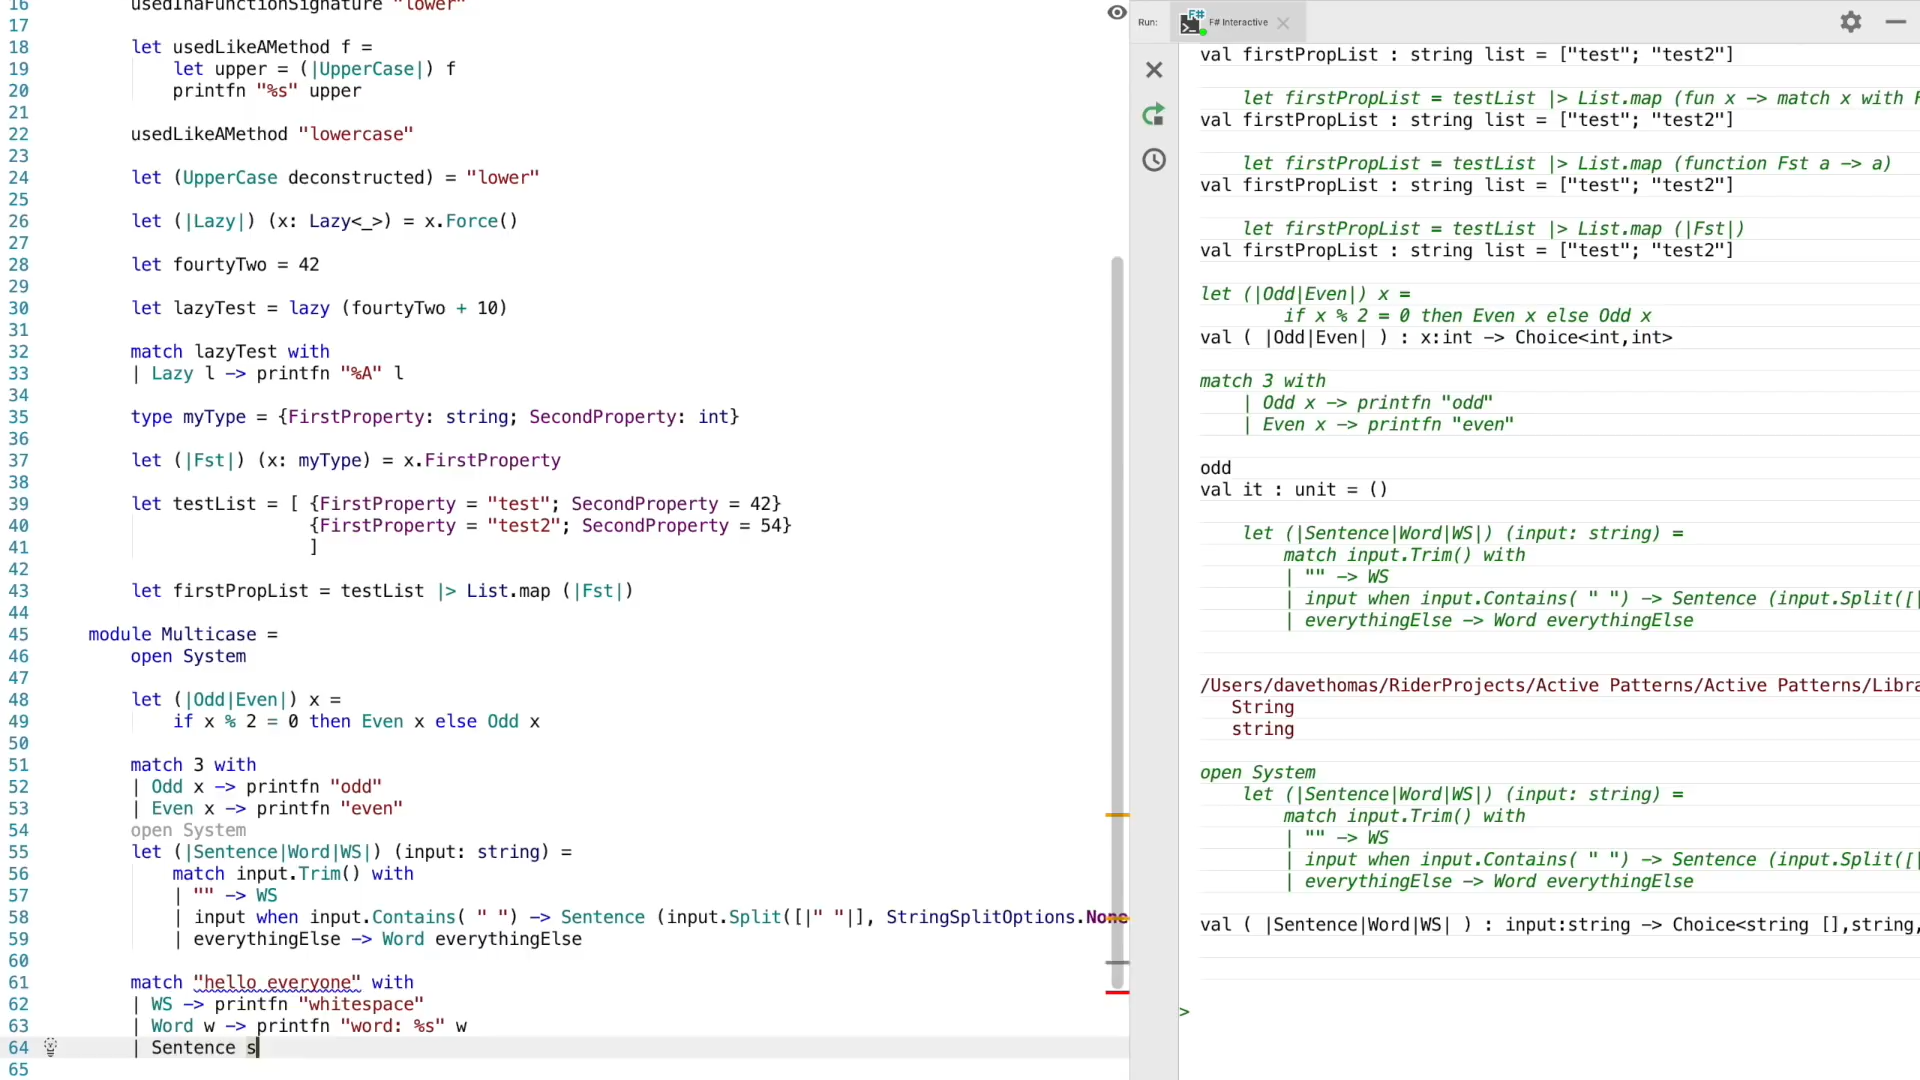 16 usedInaFunctionSignature "lower"
17
18 let usedLikeAMethod f =
19 let upper = (|UpperCase|) f
20 printfn "%s" upper
21
22 usedLikeAMethod "lowercase"
23
24 let (UpperCase deconstructed) = "lower"
25
26 let (|Lazy|) (x: Lazy<_>) = x.Force()
27
28 let fourtyTwo = 42
29
30 let lazyTest = lazy (fourtyTwo + 10)
31
32 match lazyTest with
33 | Lazy l -> printfn "%A" l
34
35 type myType = {FirstProperty: string; SecondProperty: int}
36
37 let (|Fst|) (x: myType) = x.FirstProperty
38
39 let testList = [ {FirstProperty = "test"; SecondProperty = 42}
40 {FirstProperty = "test2"; SecondProperty = 54}
41 ]
42
43 let firstPropList = testList |> List.map (|Fst|)
44
45 module Multicase =
46 open System
47
48 let (|Odd|Even|) x =
49 if x % 2 = 0 then Even x else Odd x
50
51 match 3 with
52 | Odd x -> printfn "odd"
53 | Even x -> printfn "even"
54 open System
55 let (|Sentence|Word|WS|) (input: string) =
56 match input.Trim() with
57 | "" -> WS
58 | input when input.Contains( " ") -> Sentence (input.Split([|" "|], StringSplitOptions.None
59 | everythingElse -> Word everythingElse
60
61 match "hello everyone" with
62 | WS -> printfn "whitespace"
63 | Word w -> printfn "word: %s" w
64 | Sentence s
65
Run: F# Interactive
val firstPropList : string list = ["test"; "test2"]
let firstPropList = testList |> List.map (fun x -> match x with F
val firstPropList : string list = ["test"; "test2"]
let firstPropList = testList |> List.map (function Fst a -> a)
val firstPropList : string list = ["test"; "test2"]
let firstPropList = testList |> List.map (|Fst|)
val firstPropList : string list = ["test"; "test2"]
let (|Odd|Even|) x =
if x % 2 = 0 then Even x else Odd x
val ( |Odd|Even| ) : x:int -> Choice<int,int>
match 3 with
| Odd x -> printfn "odd"
| Even x -> printfn "even"
odd
val it : unit = ()
let (|Sentence|Word|WS|) (input: string) =
match input.Trim() with
| "" -> WS
| input when input.Contains( " ") -> Sentence (input.Split([|
| everythingElse -> Word everythingElse
/Users/davethomas/RiderProjects/Active Patterns/Active Patterns/Libra
String
string
open System
let (|Sentence|Word|WS|) (input: string) =
match input.Trim() with
| "" -> WS
| input when input.Contains( " ") -> Sentence (input.Split([|
| everythingElse -> Word everythingElse
val ( |Sentence|Word|WS| ) : input:string -> Choice<string [],string,
>